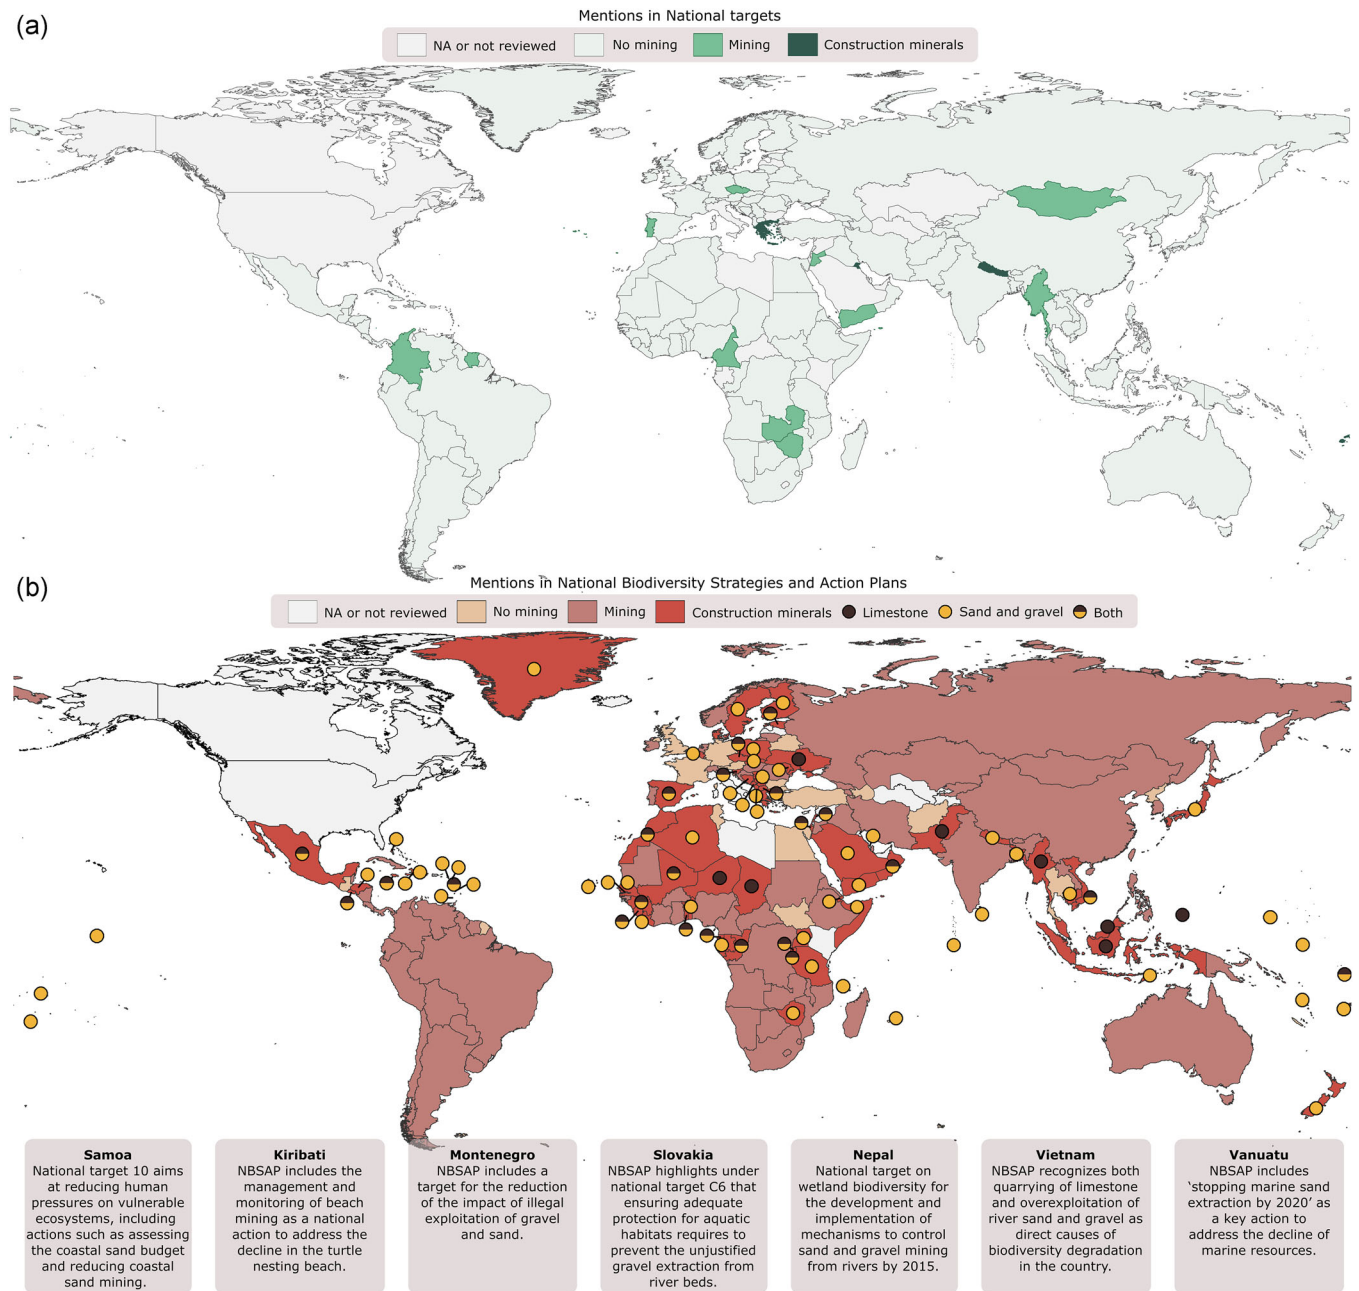 (a)
Mentions in National targets
NA or not reviewed No mining Mining Construction minerals
(b)
Mentions in National Biodiversity Strategies and Action Plans
NA or not reviewed No mining Mining Construction minerals Limestone Sand and gravel Both
Samoa
National target 10 aims
at reducing human
pressures on vulnerable
ecosystems, including
actions such as assessing
the coastal sand budget
and reducing coastal
sand mining.
Kiribati
NBSAP includes the
management and
monitoring of beach
mining as a national
action to address the
decline in the turtle
nesting beach.
Montenegro
NBSAP includes a
target for the reduction
of the impact of illegal
exploitation of gravel
and sand.
Slovakia
NBSAP highlights under
national target C6 that
ensuring adequate
protection for aquatic
habitats requires to
prevent the unjustified
gravel extraction from
river beds.
Nepal
National target on
wetland biodiversity for
the development and
implementation of
mechanisms to control
sand and gravel mining
from rivers by 2015.
Vietnam
NBSAP recognizes both
quarrying of limestone
and overexploitation of
river sand and gravel as
direct causes of
biodiversity degradation
in the country.
Vanuatu
NBSAP includes
‘stopping marine sand
extraction by 2020’ as
a key action to
address the decline of
marine resources.